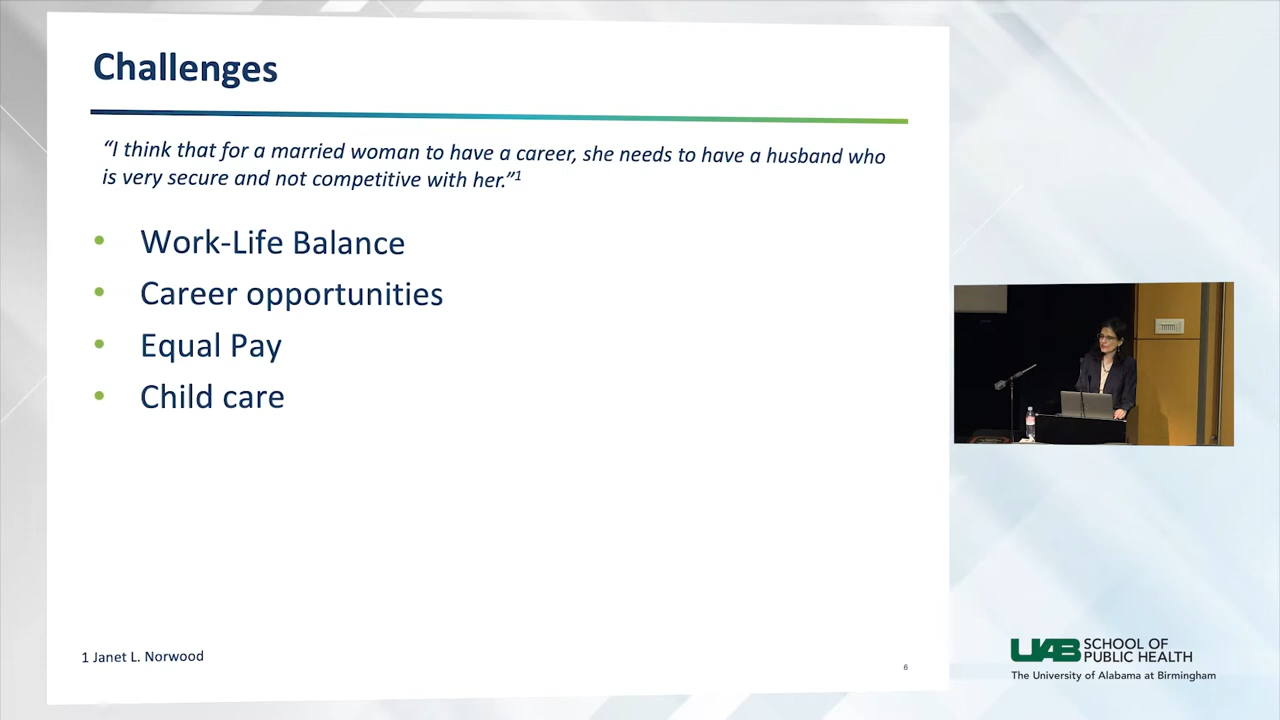 Challenges
“I think that for a married woman to have a career, she needs to have a husband who
is very secure and not competitive with her.”1
• Work-Life Balance
• Career opportunities
• Equal Pay
• Child care
1 Janet L. Norwood
6
UAB SCHOOL OF
PUBLIC HEALTH
The University of Alabama at Birmingham